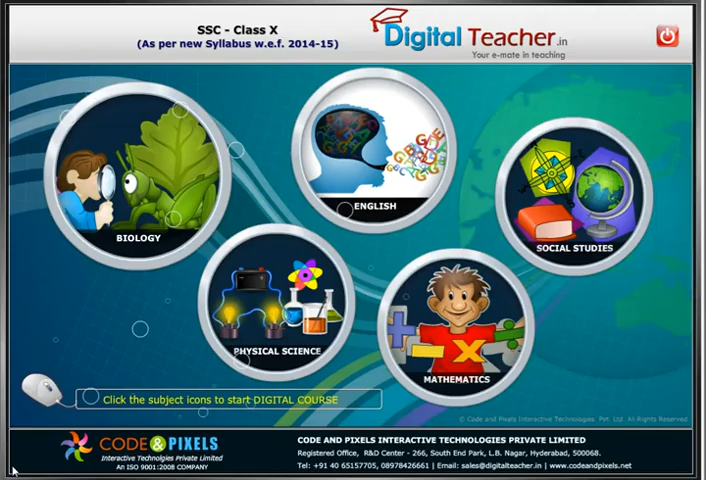 SSC - Class X
(As per new Syllabus w.e.f. 2014-15)
Digital Teacher.in
Your e-mate in teaching
BIOLOGY
ENGLISH
SOCIAL STUDIES
PHYSICAL SCIENCE
MATHEMATICS
Click the subject icons to start DIGITAL COURSE
© Code and Pixels Interactive Technologies. Pvt. Ltd. All Rights Reserved
CODE & PIXELS
Interactive Technolgies Private Limited
An ISO 9001:2008 COMPANY
CODE AND PIXELS INTERACTIVE TECHNOLOGIES PRIVATE LIMITED
Registered Office, R&D Center - 266, South End Park, L.B. Nagar, Hyderabad, 500068.
Tel: +91 40 65157705, 08978426661 | Email: sales@digitalteacher.in | www.codeandpixels.net